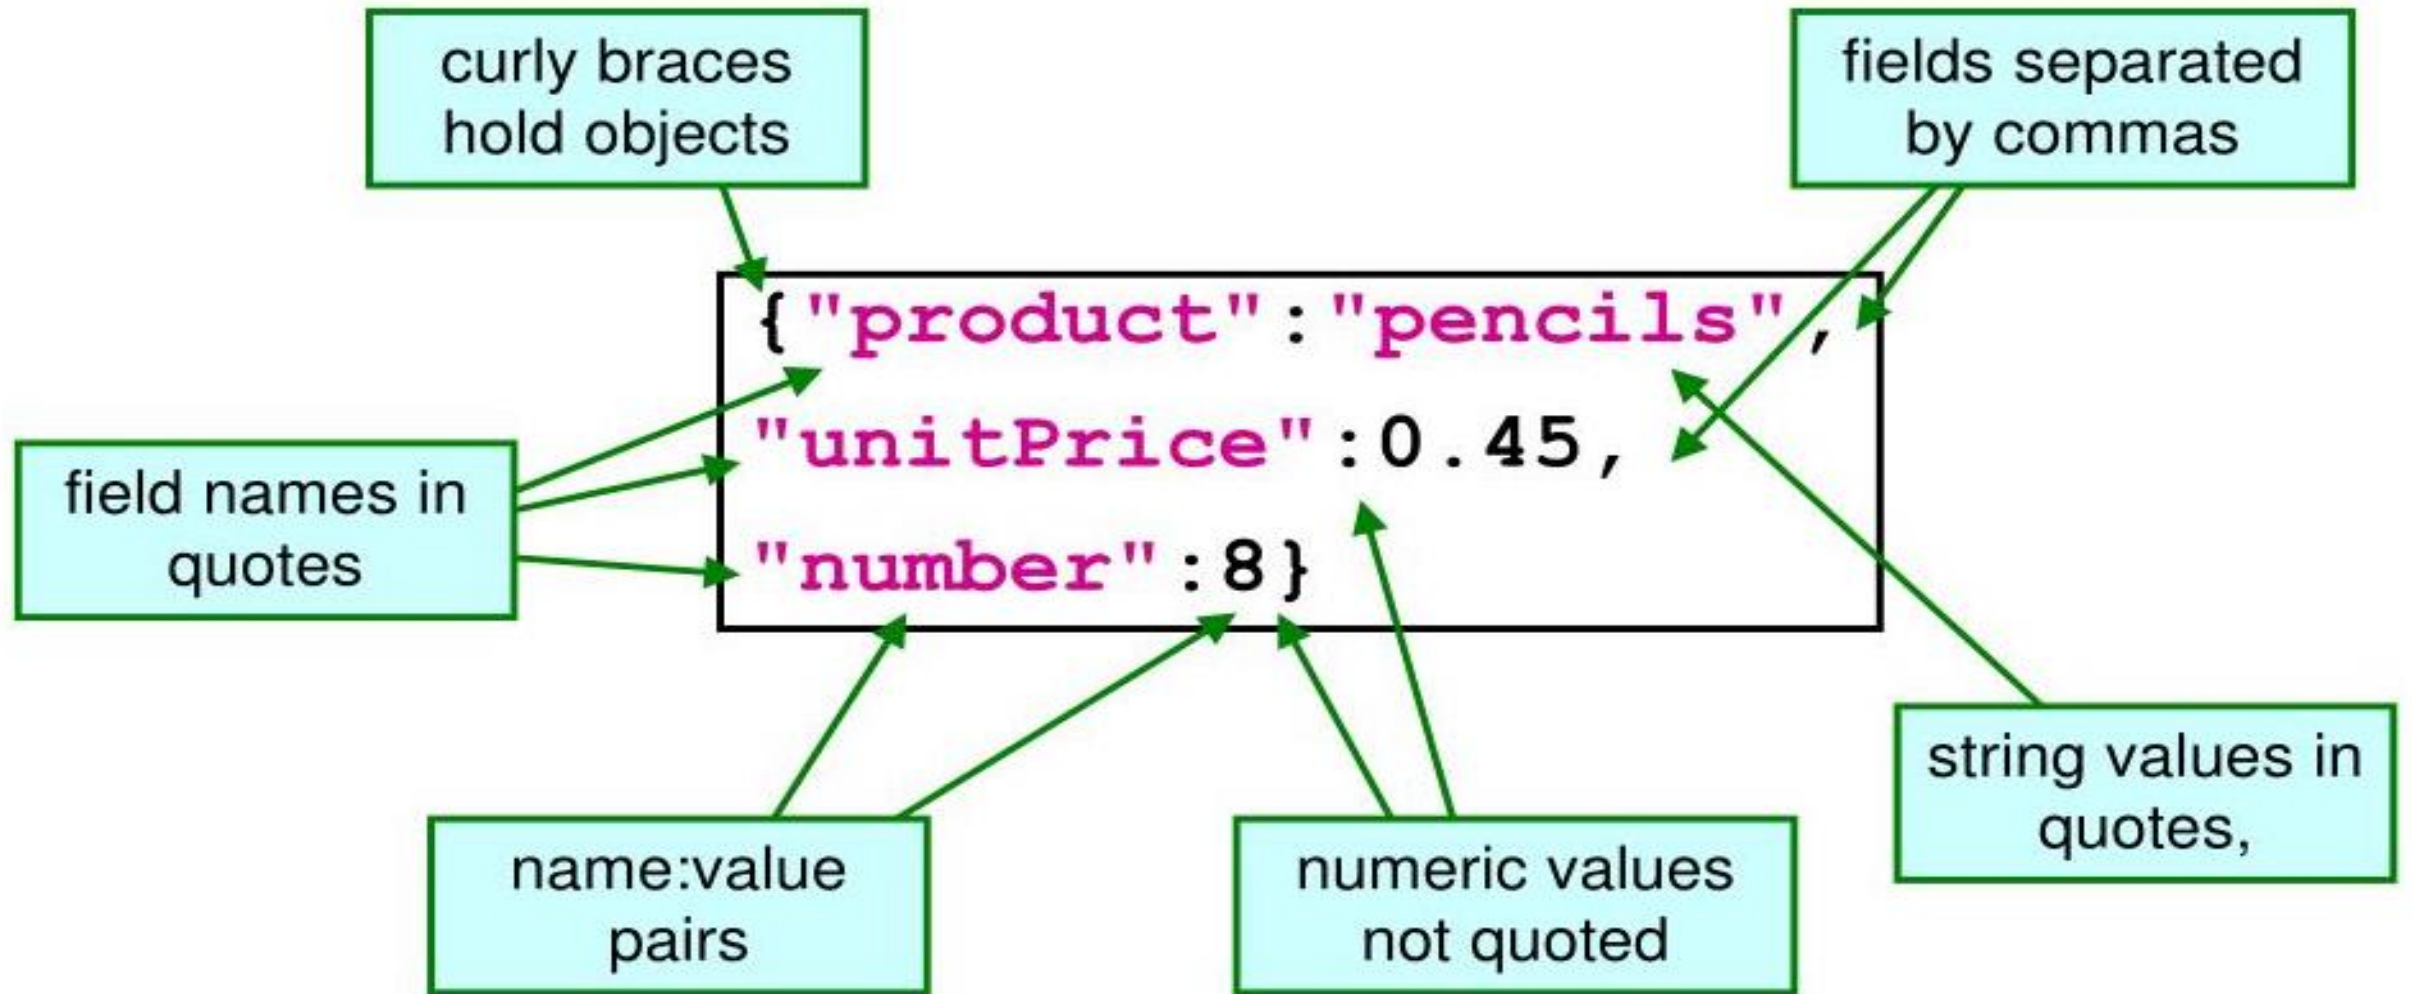 curly braces
hold objects
fields separated
by commas
{"product":"pencils",
"unitPrice":0.45,
"number":8}
field names in
quotes
name:value
pairs
numeric values
not quoted
string values in
quotes,